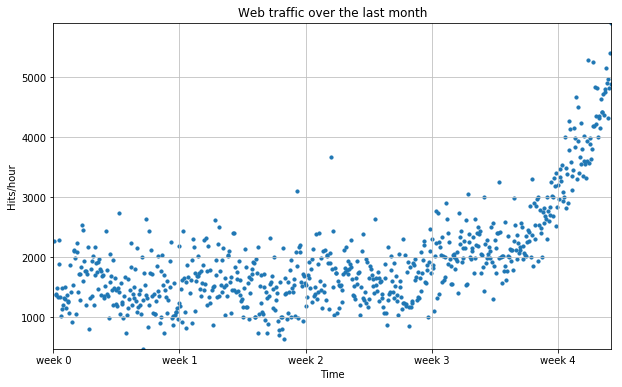 Web traffic over the last month
Hits/hour
5000
4000
3000
2000
1000
week 0 week 1 week 2 week 3 week 4
Time